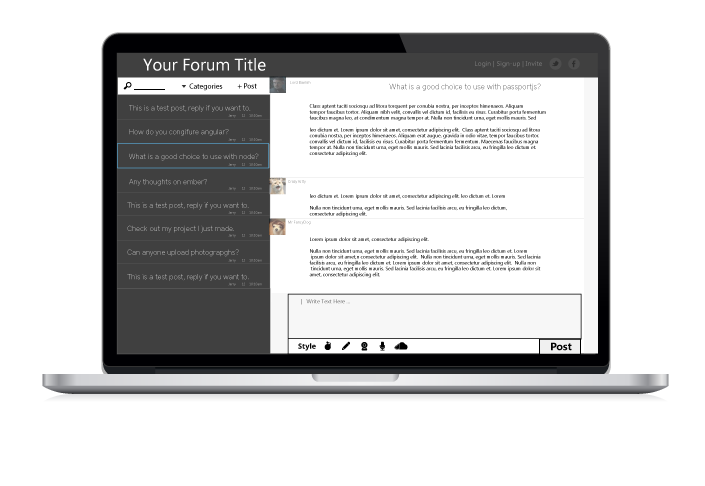 Your Forum Title
Login | Sign up | Invite
Categories
+ Post
This is a test post, reply if you want to.
How do you congifure angular?
What is a good choice to use with node?
Any thoughts on ember?
This is a test post, reply if you want to.
Check out my project I just made.
Can anyone upload photograpghs?
This is a test post, reply if you want to.
What is a good choice to use with passportjs?
Class aptent taciti sociosqu ad litora torquent per conubia nostra, per inceptos himenaeos. Aliquam
tempor faucibus tortor. Aliquam nibh velit, convallis vel dictum id, facilisis eu risus. Curabitur porta fermentum
faucibus magna leo, at condimentum magna tempor at. Nulla non tincidunt urna, eget mollis mauris. Sed
leo dictum et. Lorem ipsum dolor sit amet, consectetur adipiscing elit. Class aptent taciti sociosqu ad litora
conubia nostra, per inceptos himenaeos. Aliquam erat augue, gravida in odio vitae, tempor faucibus tortor.
convallis vel dictum id, facilisis eu risus. Curabitur porta fermentum fermentum. Maecenas faucibus magna
tempor at. Nulla non tincidunt urna, eget mollis mauris. Sed lacinia facilisis arcu, eu fringilla leo dictum et.
consectetur adipiscing elit.
leo dictum et. Lorem ipsum dolor sit amet, consectetur adipiscing elit. leo dictum et. Lorem
Nulla non tincidunt urna, eget mollis mauris. Sed lacinia facilisis arcu, eu fringilla leo dictum,
consectetur adipiscing elit.
Lorem ipsum dolor sit amet, consectetur adipiscing elit.
Nulla non tincidunt urna, eget mollis mauris. Sed lacinia facilisis arcu, eu fringilla leo dictum et. Lorem
ipsum dolor sit amet, consectetur adipiscing elit. Nulla non tincidunt urna, eget mollis mauris. Sed lacinia
facilisis arcu, eu fringilla leo dictum et. Lorem ipsum dolor sit amet, consectetur adipiscing elit. Nulla non
tincidunt urna, eget mollis mauris. Sed lacinia facilisis arcu, eu fringilla leo dictum et. Lorem ipsum dolor sit
amet, consectetur adipiscing elit.
| Write Text Here ...
Style
Post